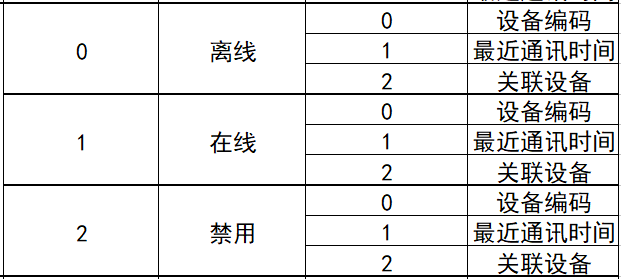 0 设备编码
0 离线 1 最近通讯时间
2 关联设备
0 设备编码
1 在线 1 最近通讯时间
2 关联设备
0 设备编码
2 禁用 1 最近通讯时间
2 关联设备